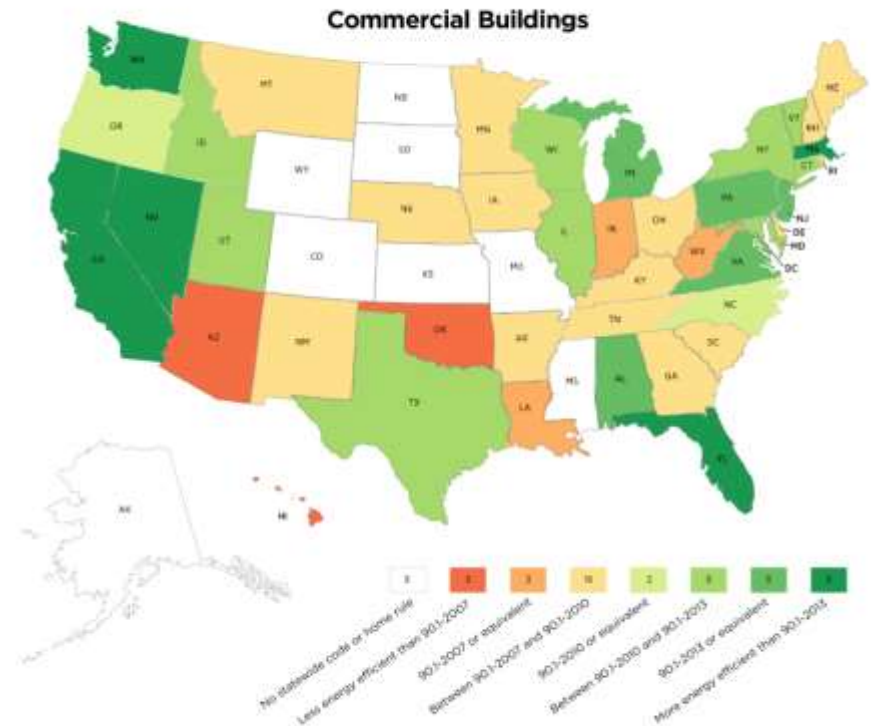 Commercial Buildings
WA
MT
ND
MN
ME
OR
ID
SD
WI
MI
NY
VT
NH
MA
CT
RI
WY
IA
NE
PA
NJ
NV
UT
CO
IL
IN
OH
WV
DE
MD
DC
CA
KS
MO
KY
VA
AZ
NM
OK
AR
TN
NC
SC
TX
LA
MS
AL
GA
FL
AK
HI
No statewide code or home rule
Less energy efficient than 90.1-2007
90.1-2007 or equivalent
Between 90.1-2007 and 90.1-2010
90.1-2010 or equivalent
Between 90.1-2010 and 90.1-2013
90.1-2013 or equivalent
More energy efficient than 90.1-2013